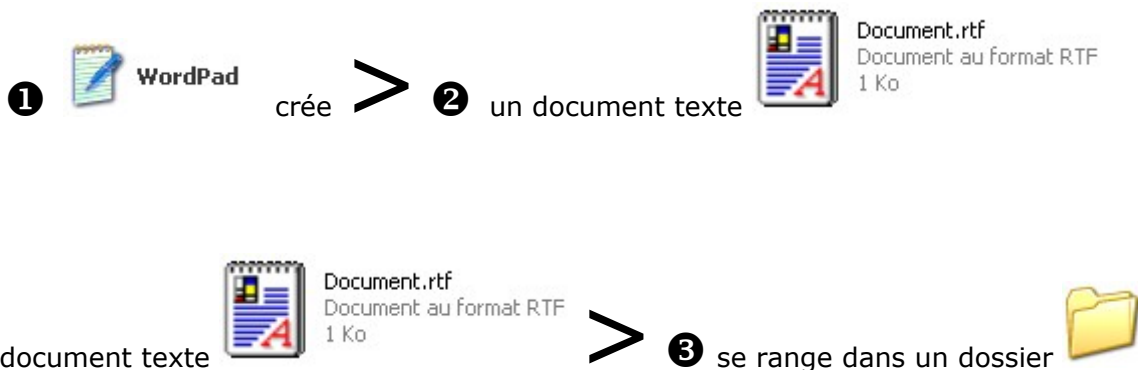 ❶ WordPad crée > ❷ un document texte Document.rtf
Document au format RTF
1 Ko
document texte Document.rtf
Document au format RTF
1 Ko
> ❸ se range dans un dossier